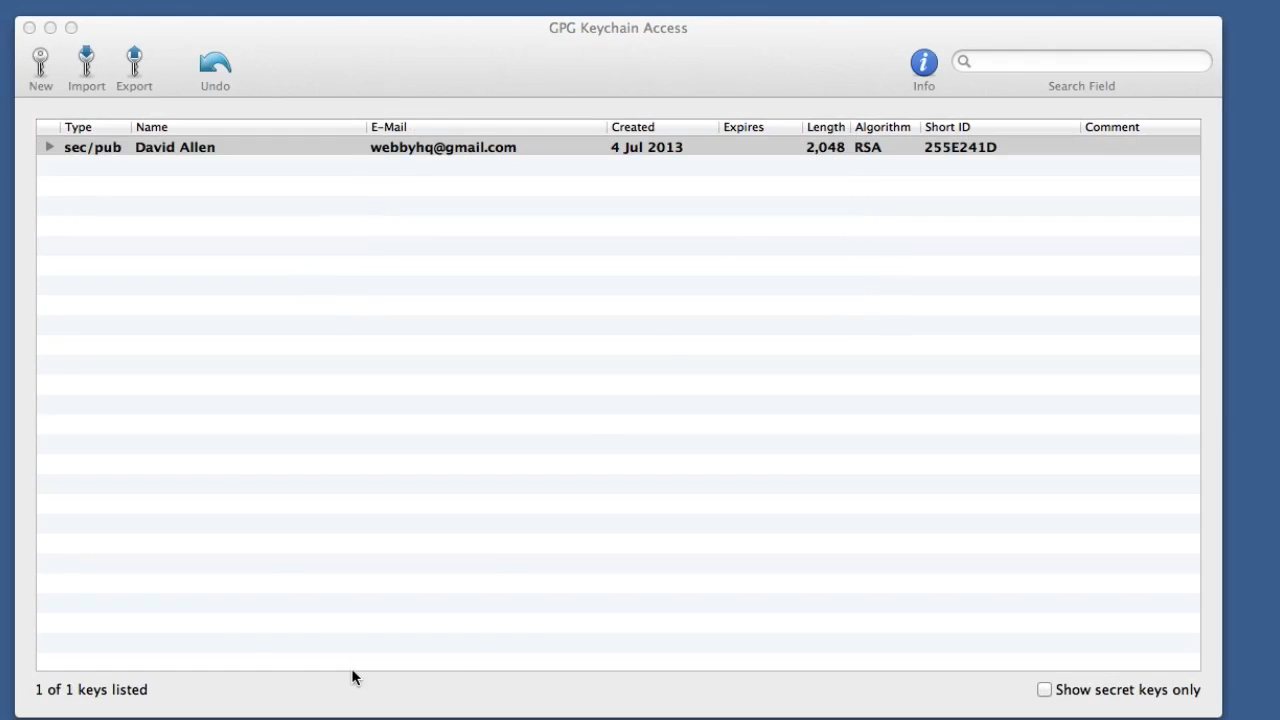 GPG Keychain Access
New Import Export Undo Info Search Field
Type Name E-Mail Created Expires Length Algorithm Short ID Comment
sec/pub David Allen webbyhq@gmail.com 4 Jul 2013 2,048 RSA 255E241D
1 of 1 keys listed Show secret keys only